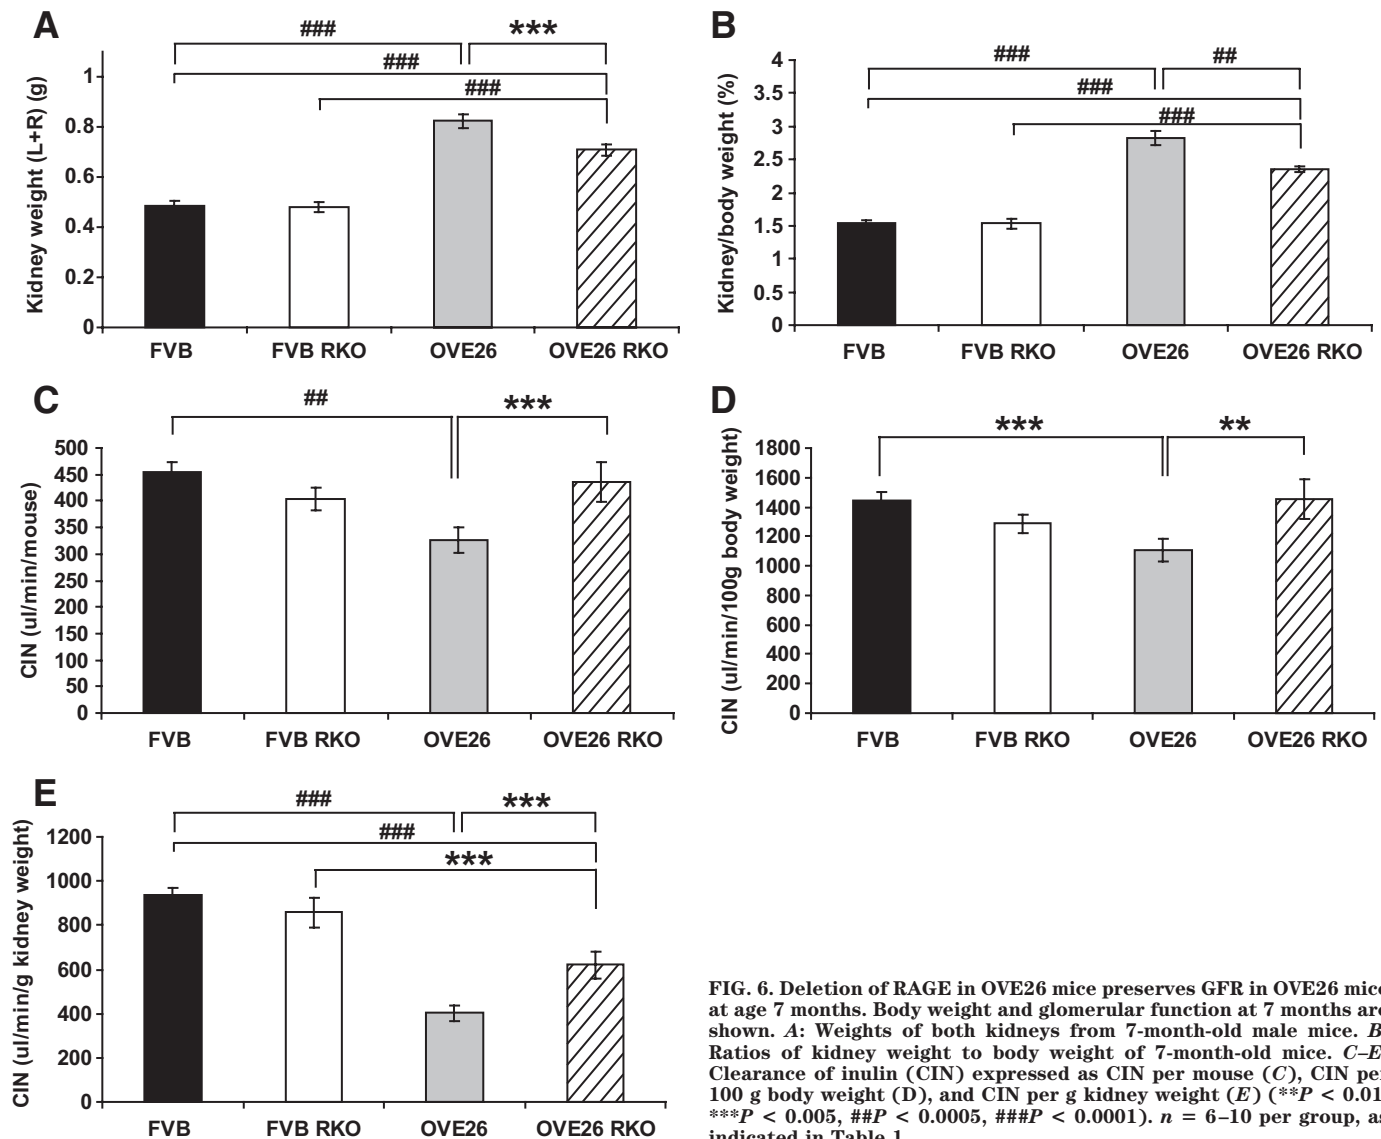 A
### ***
###
###
Kidney weight (L+R) (g)
1
0.8
0.6
0.4
0.2
0
FVB FVB RKO OVE26 OVE26 RKO
B
### ##
###
###
Kidney/body weight (%)
4
3.5
3
2.5
2
1.5
1
0.5
0
FVB FVB RKO OVE26 OVE26 RKO
C
## ***
CIN (ul/min/mouse)
500
450
400
350
300
250
200
150
100
50
0
FVB FVB RKO OVE26 OVE26 RKO
D
*** **
CIN (ul/min/100g body weight)
1800
1600
1400
1200
1000
800
600
400
200
0
FVB FVB RKO OVE26 OVE26 RKO
E
### ***
###
***
CIN (ul/min/g kidney weight)
1200
1000
800
600
400
200
0
FVB FVB RKO OVE26 OVE26 RKO
FIG. 6. Deletion of RAGE in OVE26 mice preserves GFR in OVE26 mice
at age 7 months. Body weight and glomerular function at 7 months are
shown. A: Weights of both kidneys from 7-month-old male mice. B
Ratios of kidney weight to body weight of 7-month-old mice. C–E
Clearance of inulin (CIN) expressed as CIN per mouse (C), CIN per
100 g body weight (D), and CIN per g kidney weight (E) (**P < 0.01
***P < 0.005, ##P < 0.0005, ###P < 0.0001). n = 6–10 per group, as
indicated in Table 1